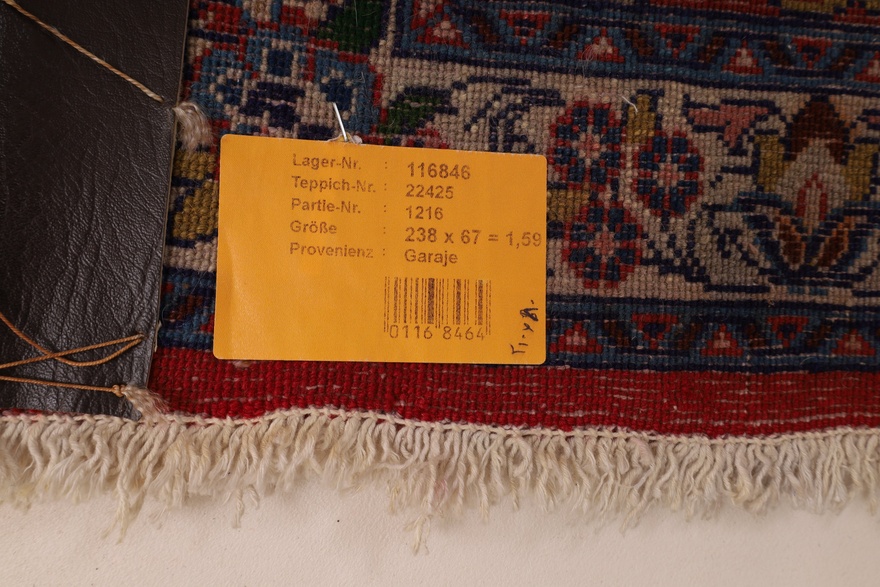 Lager-Nr. : 116846
Teppich-Nr. : 22425
Partie-Nr. : 1216
Größe : 238 x 67 = 1,59
Provenienz : Garaje
0116 8464